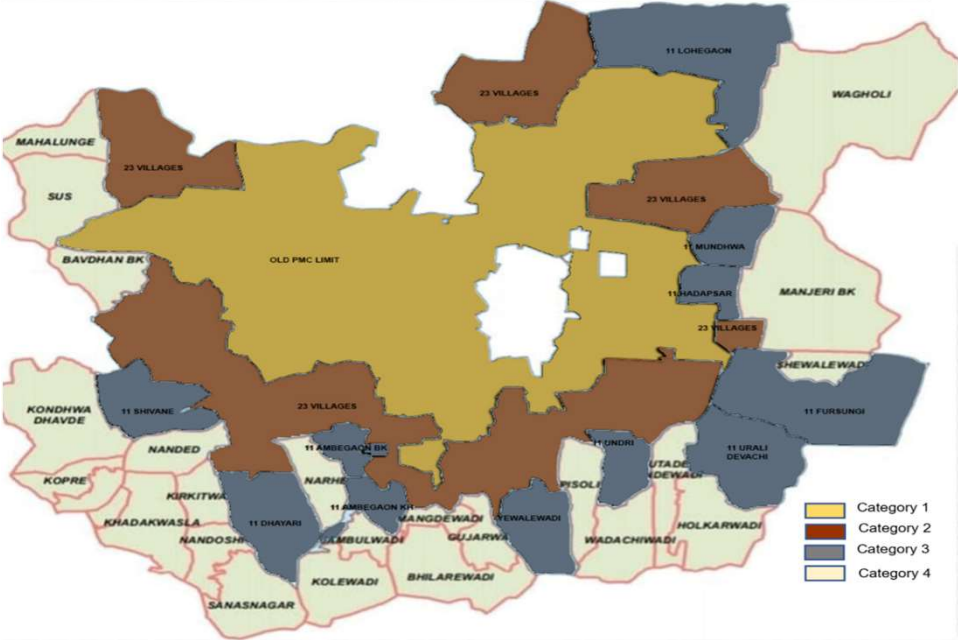 11 LOHEGAON
23 VILLAGES
WAGHOLI
MAHALUNGE
23 VILLAGES
SUS
23 VILLAGES
11 MUNDHWA
OLD PMC LIMIT
BAVDHAN BK
11 HADAPSAR
MANJERI BK
23 VILLAGES
SHEWALEWADI
KONDHWA
DHAVDE
11 SHIVANE
23 VILLAGES
11 FURSUNGI
NANDED
11 AMBEGAON BK
11 UNDRI
11 URALI
DEVACHI
KOPRE
NARHE
PISOLI
UTADE
KIRKITWA
11 AMBEGAON KH
KHADAKWASLA
11 DHAYARI
MANGDEWADI
YEWALEWADI
HOLKARWADI
NANDOSHI
GUJARWA
WADACHIWADI
KOLEWADI
BHILAREWADI
SANASNAGAR
Category 1
Category 2
Category 3
Category 4